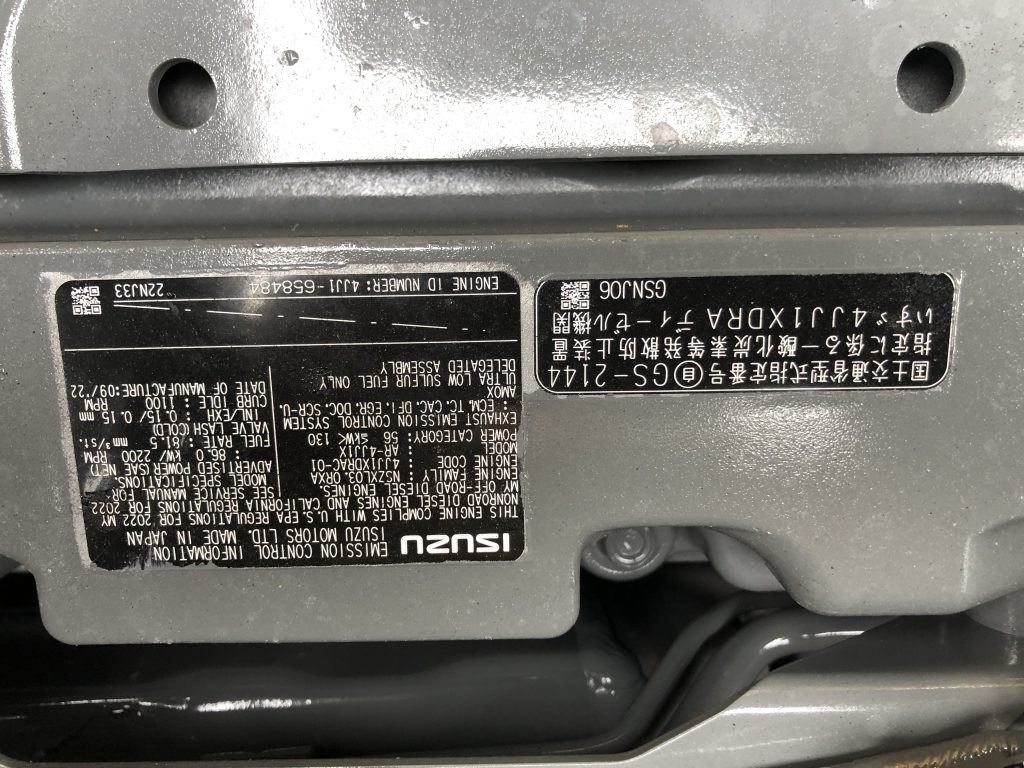 ISUZU
EMISSION CONTROL INFORMATION
ISUZU MOTORS LTD. MADE IN JAPAN
THIS ENGINE COMPLIES WITH U.S. EPA REGULATIONS FOR 2022 MY
NONROAD DIESEL ENGINES AND CALIFORNIA REGULATIONS FOR 2022
MY OFF-ROAD DIESEL ENGINES.
ENGINE FAMILY : NSZXL03.0RXA
ENGINE CODE : 4JJ1XDRAC-01
MODEL : AR-4JJ1X
POWER CATEGORY: 56 ≤kW< 130
EXHAUST EMISSION CONTROL SYSTEM
: ECM, TC, CAC, DFI, EGR, DOC, SCR-U,
AMOX
ULTRA LOW SULFUR FUEL ONLY
DELEGATED ASSEMBLY
SEE SERVICE MANUAL FOR
MODEL SPECIFICATIONS.
ADVERTISED POWER (SAE NET)
: 86.0 kW/ 2200 RPM
FUEL RATE: 81.5 mm³/st.
VALVE LASH (COLD)
INL/EXH: 0.15/ 0.15 mm
CURB IDLE : 1100 RPM
DATE OF MANUFACTURE:09/'22
ENGINE ID NUMBER: 4JJ1-658484
22NJ33
国土交通省型式指定番号㊂GS-2144
指定に係る一酸化炭素等発散防止装置
いすゞ4JJ1XDRAディーゼル機関
GSNJ06